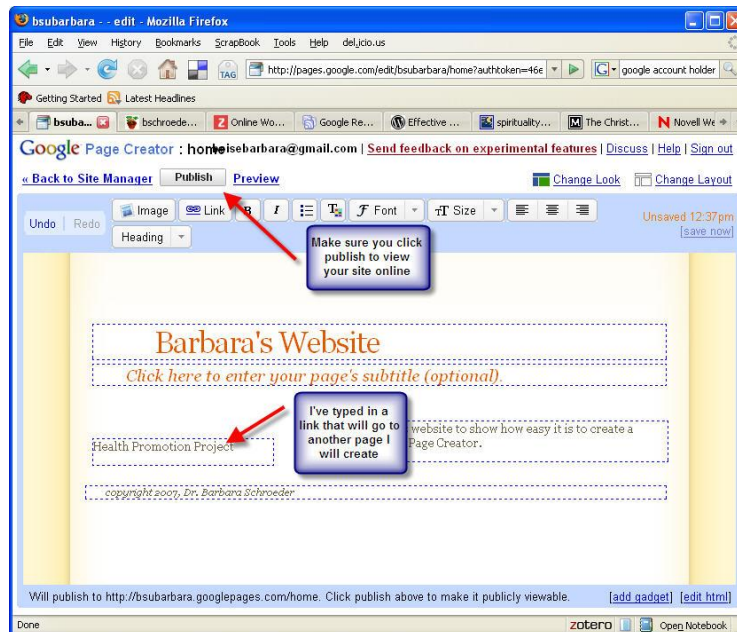 bsubarbara - - edit - Mozilla Firefox
File Edit View History Bookmarks ScrapBook Tools Help del.icio.us
TAG http://pages.google.com/edit/bsubarbara/home?authtoken=46e G google account holder
Getting Started Latest Headlines
bsuba... bschroede... Online Wo... Google Re... Effective ... spirituality... The Christ... Novell We
Google Page Creator : home isebarbara@gmail.com | Send feedback on experimental features | Discuss | Help | Sign out
« Back to Site Manager Publish Preview Change Look Change Layout
Undo | Redo Image Link B I T Font TT Size Unsaved 12:37pm
Heading [save now]
Make sure you click
publish to view
your site online
Barbara's Website
Click here to enter your page's subtitle (optional).
I've typed in a
link that will go to
another page I
will create
website to show how easy it is to create a
Page Creator.
Health Promotion Project
copyright 2007, Dr. Barbara Schroeder
Will publish to http://bsubarbara.googlepages.com/home. Click publish above to make it publicly viewable. [add gadget] [edit html]
Done zotero Open Notebook